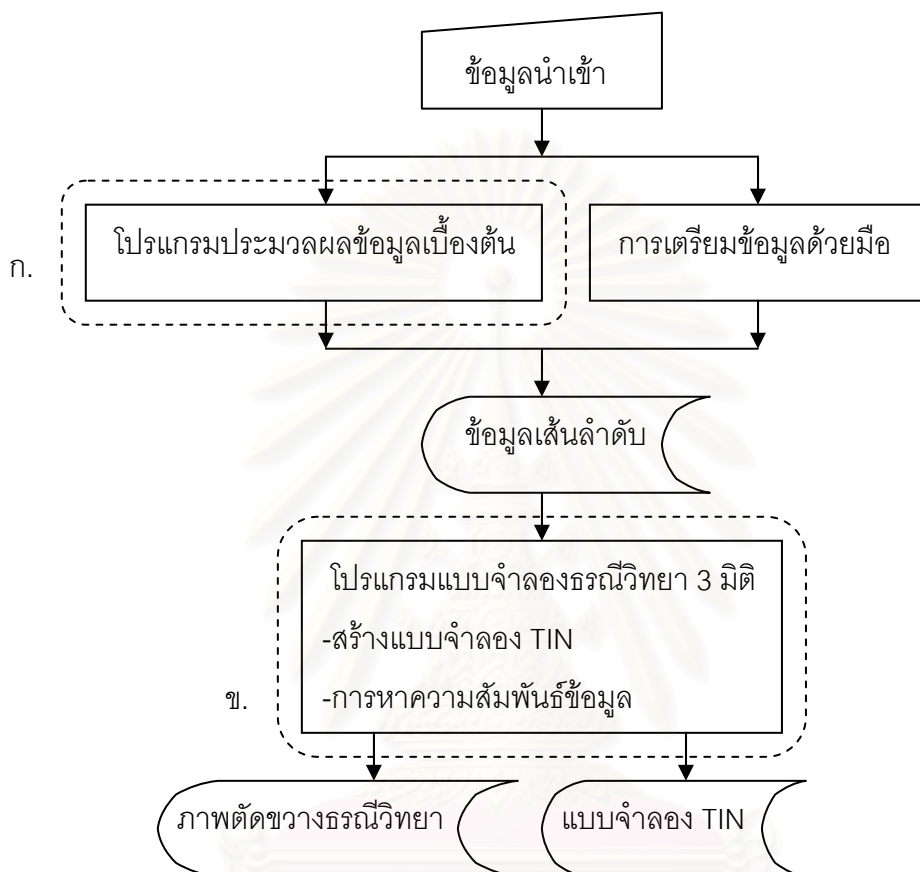 ข้อมูลนำเข้า
โปรแกรมประมวลผลข้อมูลเบื้องต้น
การเตรียมข้อมูลด้วยมือ
ก.
ข้อมูลเส้นลำดับ
โปรแกรมแบบจำลองธรณีวิทยา 3 มิติ
-สร้างแบบจำลอง TIN
-การหาความสัมพันธ์ข้อมูล
ข.
ภาพตัดขวางธรณีวิทยา
แบบจำลอง TIN